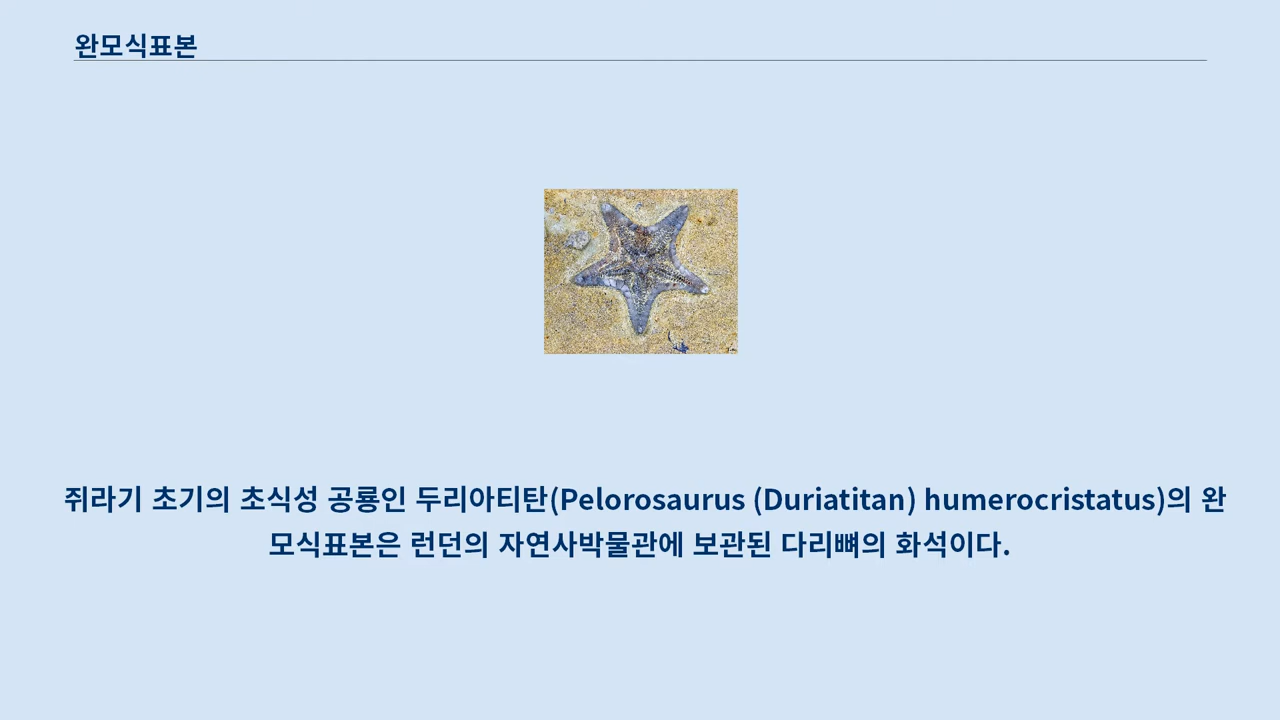 완모식표본
쥐라기 초기의 초식성 공룡인 두리아티탄(Pelorosaurus (Duriatitan) humerocristatus)의 완
모식표본은 런던의 자연사박물관에 보관된 다리뼈의 화석이다.